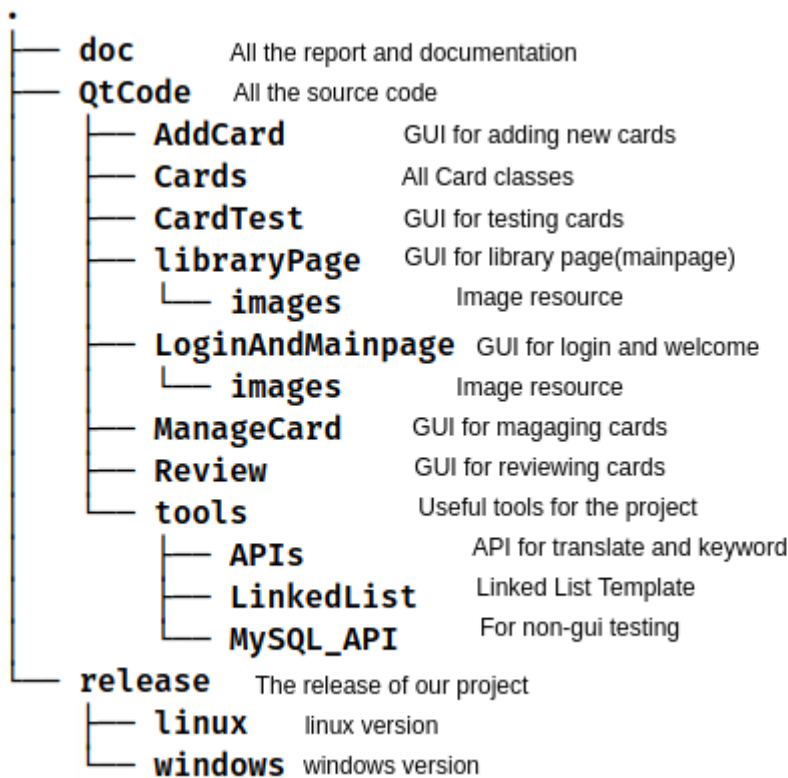 .
├── doc All the report and documentation
├── QtCode All the source code
│   ├── AddCard GUI for adding new cards
│   ├── Cards All Card classes
│   ├── CardTest GUI for testing cards
│   ├── libraryPage GUI for library page(mainpage)
│   │   └── images Image resource
│   ├── LoginAndMainpage GUI for login and welcome
│   │   └── images Image resource
│   ├── ManageCard GUI for magaging cards
│   ├── Review GUI for reviewing cards
│   └── tools Useful tools for the project
│       ├── APIs API for translate and keyword
│       ├── LinkedList Linked List Template
│       └── MySQL_API For non-gui testing
└── release The release of our project
    ├── linux linux version
    └── windows windows version